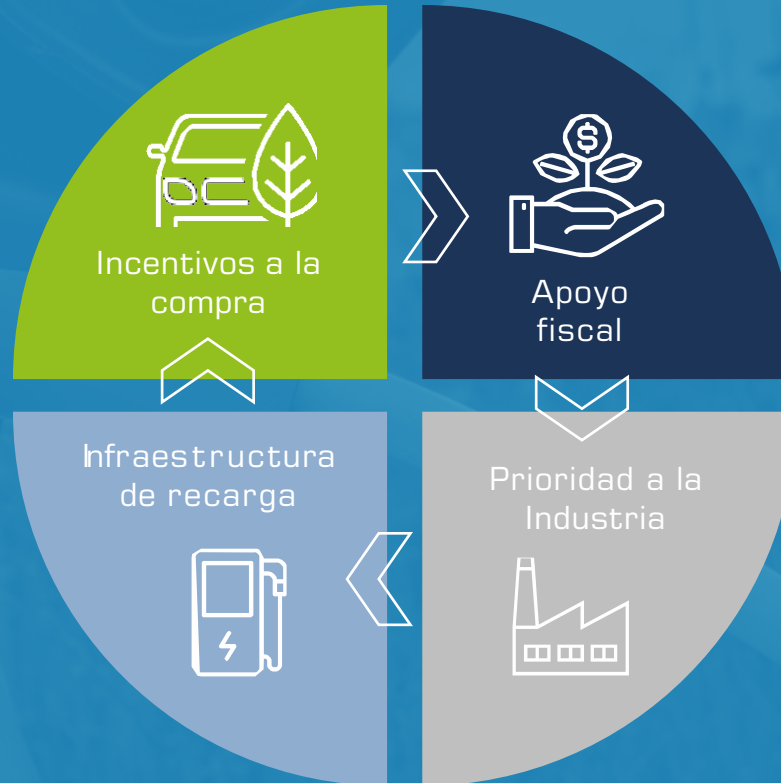 Incentivos a la
compra
$
Apoyo
fiscal
Infraestructura
de recarga
Prioridad a la
Industria